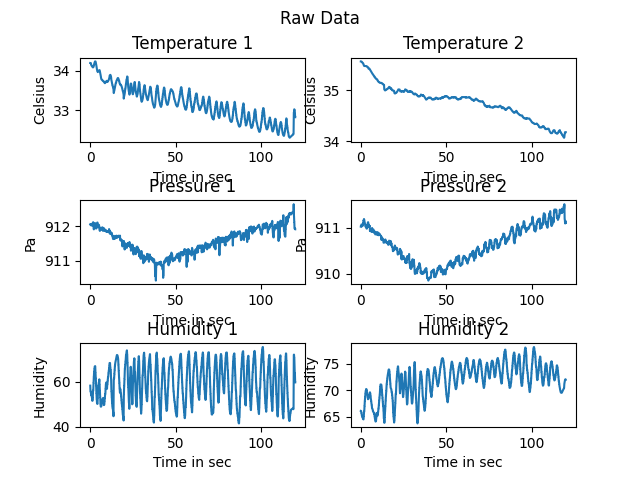 Raw Data
Temperature 1
Temperature 2
Celsius
34
33
0
50
100
Time in sec
Celsius
35
34
0
50
100
Time in sec
Pressure 1
Pressure 2
Pa
912
911
0
50
100
Time in sec
Pa
911
910
0
50
100
Time in sec
Humidity 1
Humidity 2
Humidity
60
40
0
50
100
Time in sec
Humidity
75
70
65
0
50
100
Time in sec